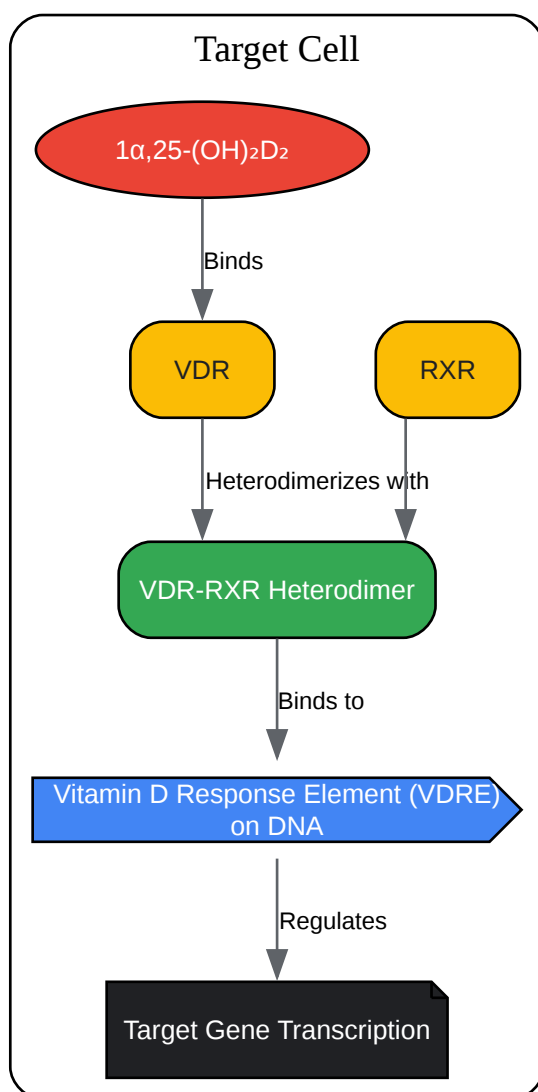 Target Cell
1α,25-(OH)₂D₂
Binds
VDR
RXR
Heterodimerizes with
VDR-RXR Heterodimer
Binds to
Vitamin D Response Element (VDRE)
on DNA
Regulates
Target Gene Transcription